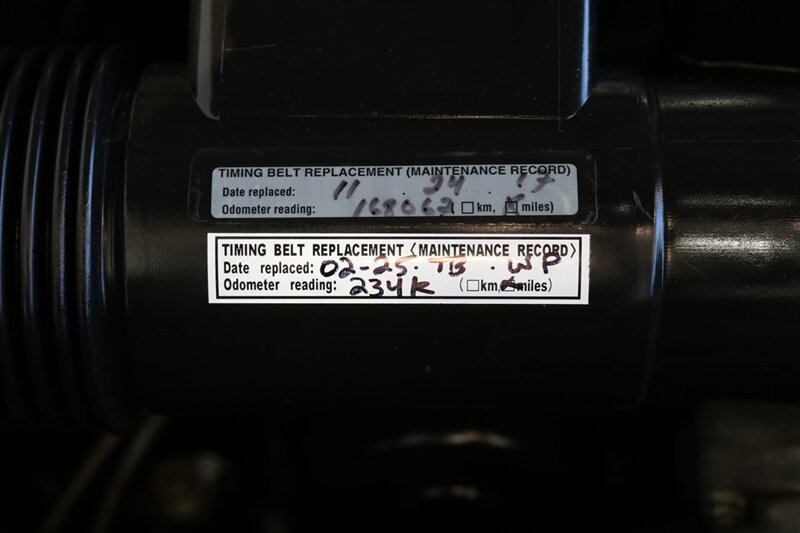 TIMING BELT REPLACEMENT (MAINTENANCE RECORD)
Date replaced: 11 . 24 . 17
Odometer reading: 168062 ( □ km, ☒ miles)
TIMING BELT REPLACEMENT 〈MAINTENANCE RECORD〉
Date replaced: 02-25 . TB . WP
Odometer reading: 234k ( □ km, ☒ miles)